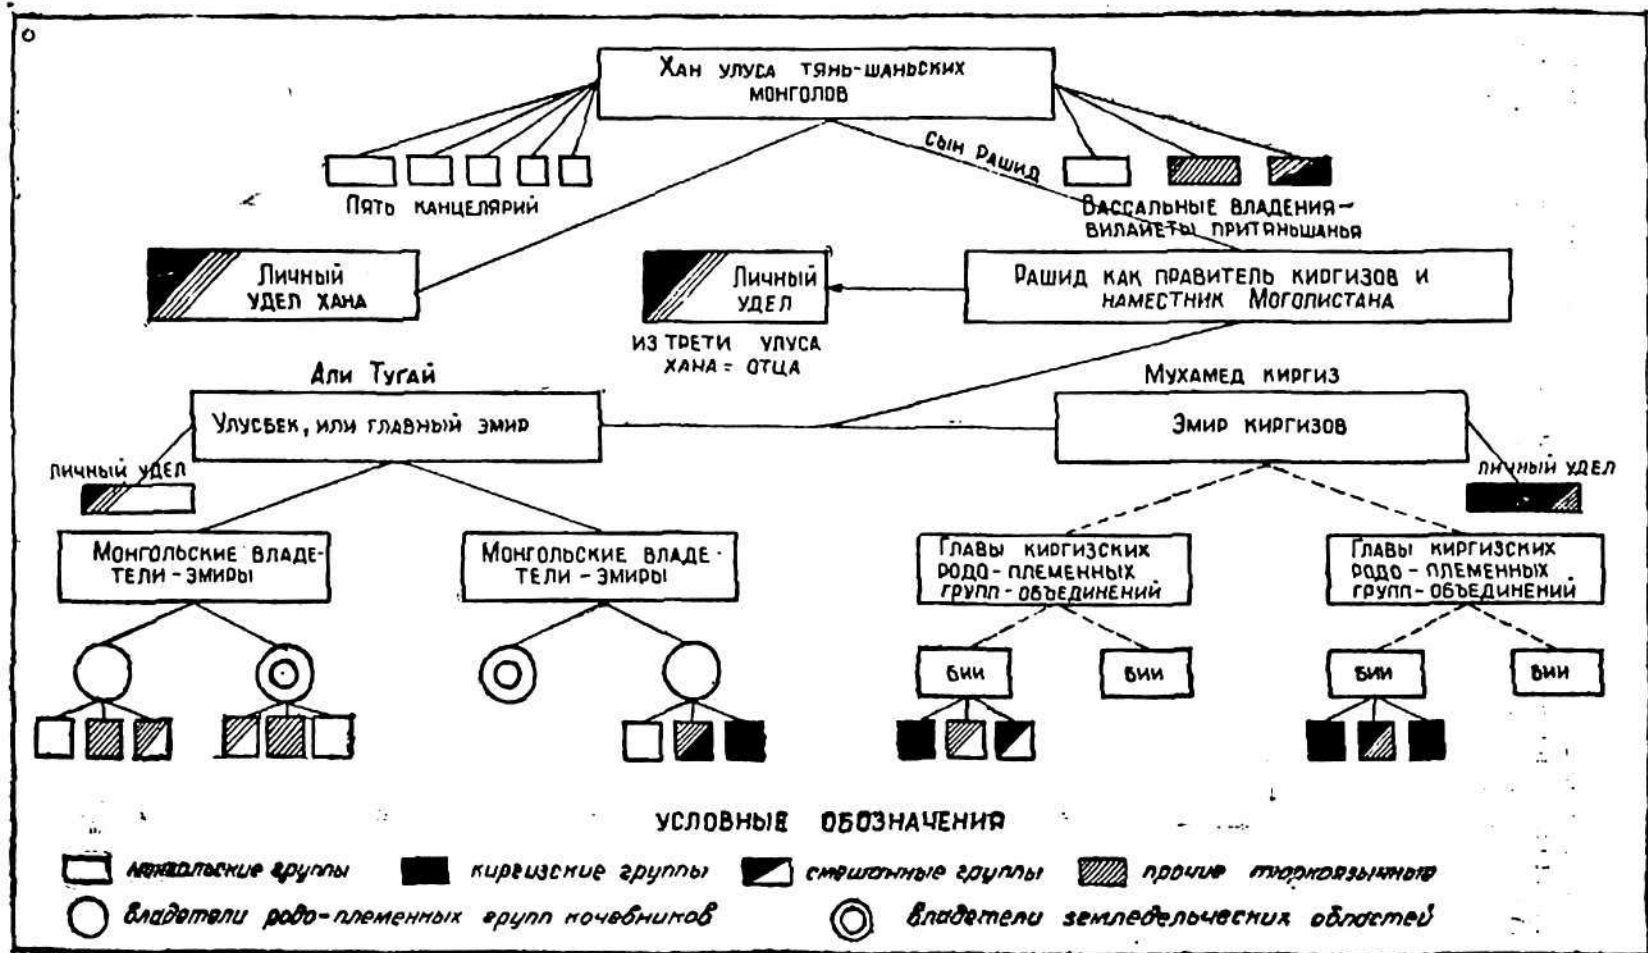 Хан улуса тянь-шаньских
монголов
Сын Рашид
Пять канцелярий
Вассальные владения –
вилайеты Притяньшанья
Личный
удел хана
Личный
удел
из трети улуса
хана = отца
Рашид как правитель киргизов и
наместник Моголистана
Али Тугай
Мухамед киргиз
Улусбек, или главный эмир
Эмир киргизов
личный удел
личный удел
Монгольские владе-
тели – эмиры
Монгольские владе-
тели – эмиры
Главы киргизских
родо-племенных
групп-объединений
Главы киргизских
родо-племенных
групп-объединений
бии
бии
бии
бии
Условные обозначения
монгольские группы
киргизские группы
смешанные группы
прочие тюркоязычные
владетели родо-племенных групп кочевников
владетели земледельческих областей